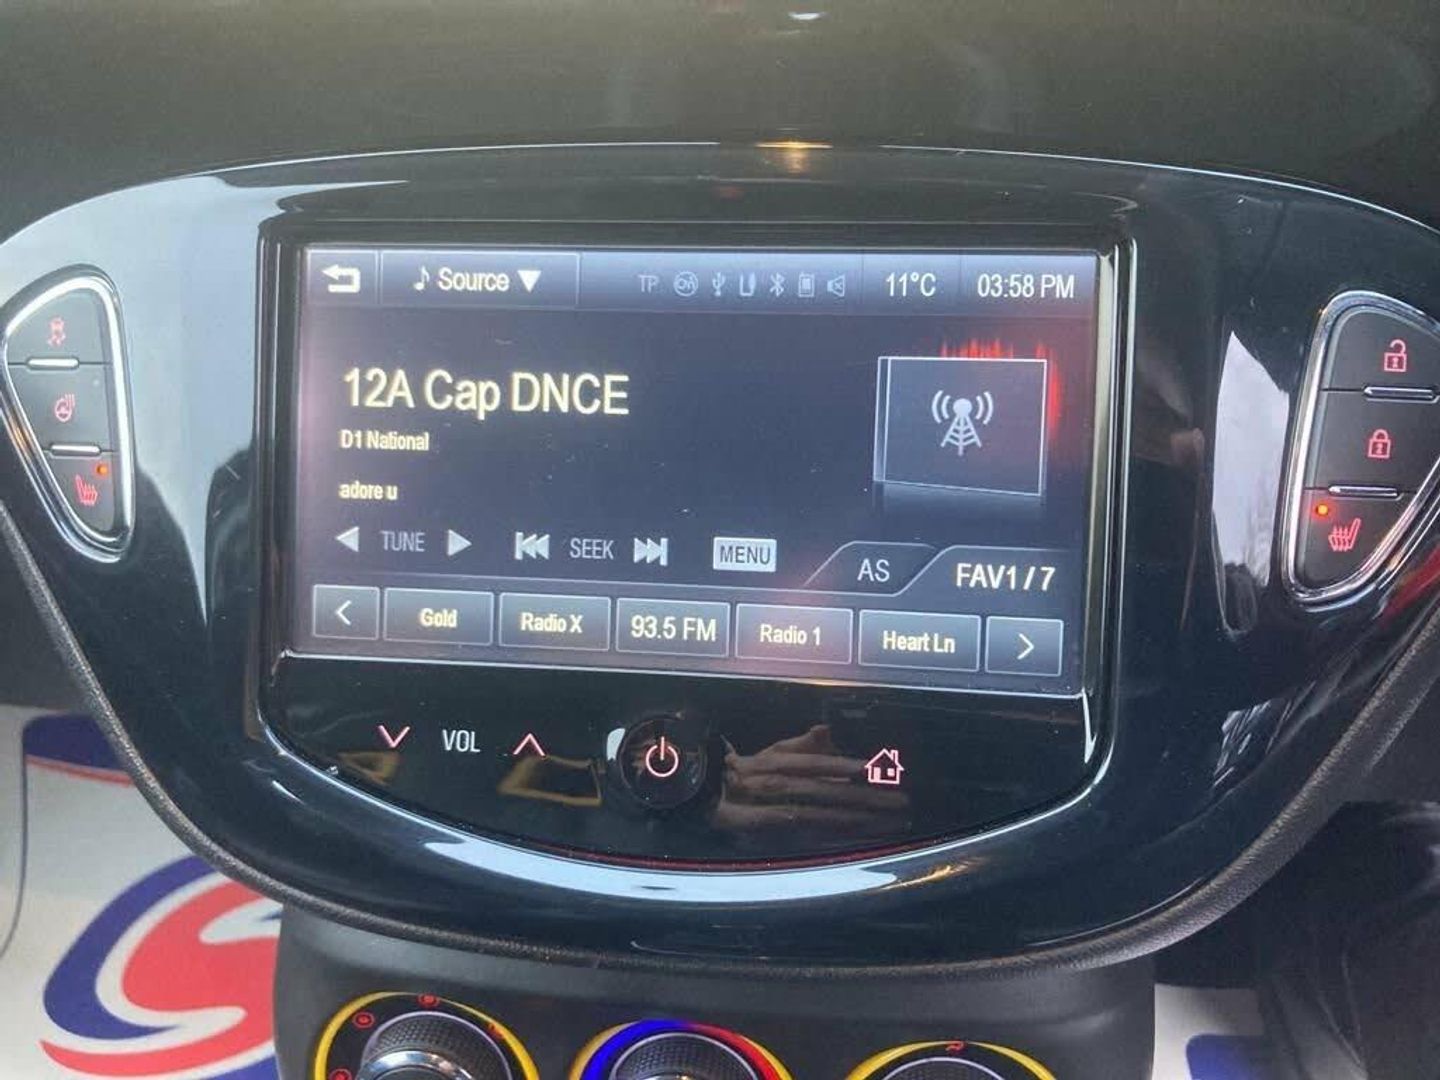 ♪ Source ▼ TP 11°C 03:58 PM
12A Cap DNCE
D1 National
adore u
TUNE SEEK MENU AS FAV1/7
< Gold Radio X 93.5 FM Radio 1 Heart Ln >
VOL